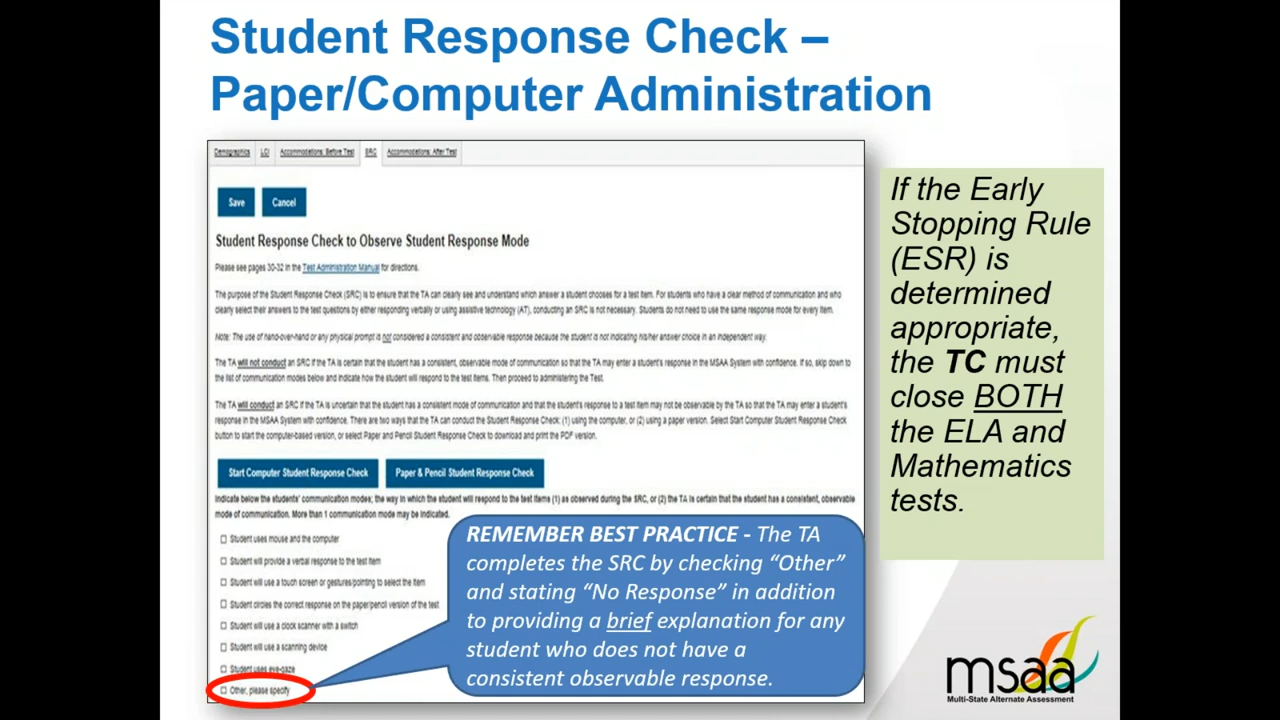 Student Response Check –
Paper/Computer Administration
Demographics LCI Accommodations: Before Test SRC Accommodations: After Test
Save Cancel
Student Response Check to Observe Student Response Mode
Please see pages 30-32 in the Test Administration Manual for directions.
The purpose of the Student Response Check (SRC) is to ensure that the TA can clearly see and understand which answer a student chooses for a test item. For students who have a clear method of communication and who
clearly select their answers to the test questions by either responding verbally or using assistive technology (AT), conducting an SRC is not necessary. Students do not need to use the same response mode for every item.
Note: The use of hand-over-hand or any physical prompt is not considered a consistent and observable response because the student is not indicating his/her answer choice in an independent way.
The TA will not conduct an SRC if the TA is certain that the student has a consistent, observable mode of communication so that the TA may enter a student's response in the MSAA System with confidence. If so, skip down to
the list of communication modes below and indicate how the student will respond to the test items. Then proceed to administering the Test.
The TA will conduct an SRC if the TA is uncertain that the student has a consistent mode of communication and that the student's response to a test item may not be observable by the TA so that the TA may enter a student's
response in the MSAA System with confidence. There are two ways that the TA can conduct the Student Response Check: (1) using the computer, or (2) using a paper version. Select Start Computer Student Response Check
button to start the computer-based version, or select Paper and Pencil Student Response Check to download and print the PDF version.
Start Computer Student Response Check Paper & Pencil Student Response Check
Indicate below the students' communication modes; the way in which the student will respond to the test items (1) as observed during the SRC, or (2) the TA is certain that the student has a consistent, observable
mode of communication. More than 1 communication mode may be indicated.
Student uses mouse and the computer
Student will provide a verbal response to the test item
Student will use a touch screen or gestures/pointing to select the item
Student circles the correct response on the paper/pencil version of the test
Student will use a clock scanner with a switch
Student will use a scanning device
Student uses eye-gaze
Other, please specify
REMEMBER BEST PRACTICE - The TA
completes the SRC by checking “Other”
and stating “No Response” in addition
to providing a brief explanation for any
student who does not have a
consistent observable response.
If the Early
Stopping Rule
(ESR) is
determined
appropriate,
the TC must
close BOTH
the ELA and
Mathematics
tests.
msaa
Multi-State Alternate Assessment